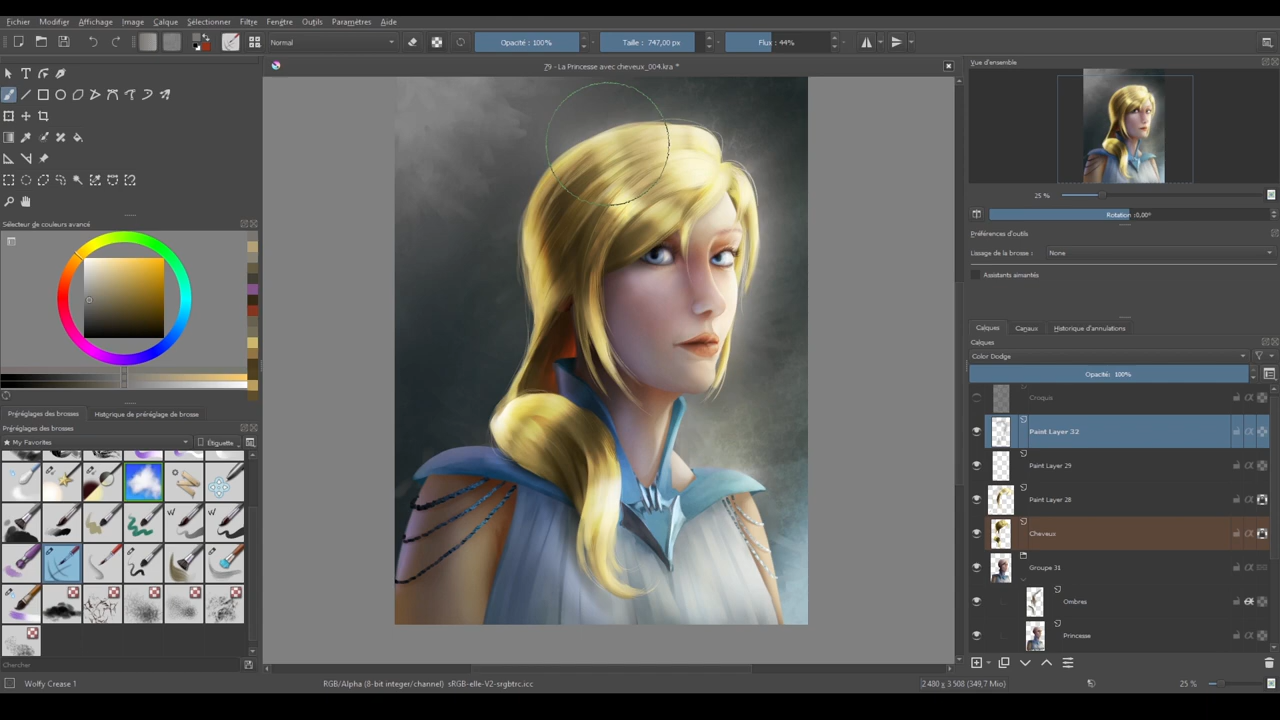 Fichier Modifier Affichage Image Calque Sélectionner Filtre Fenêtre Outils Paramètres Aide
Normal Opacité : 100% Taille : 747,00 px Flux : 44%
79 - La Princesse avec cheveux_004.kra *
Vue d'ensemble
25 %
Rotation :0,00°
Préférences d'outils
Lissage de la brosse : None
Assistants aimantés
Sélecteur de couleurs avancé
Calques Canaux Historique d'annulations
Calques
Color Dodge
Opacité: 100%
Croquis
Paint Layer 32
Paint Layer 29
Paint Layer 28
Cheveus
Groupe 31
Ombres
Princesse
Préréglages des brosses Historique de préréglage de brosse
Préréglages des brosses
My Favorites Étiquette
W W
Chercher
Wolfy Crease 1 RGB/Alpha (8-bit integer/channel) sRGB-elle-V2-srgbtrc.icc 2 480 x 3 508 (349,7 Mio) 25 %